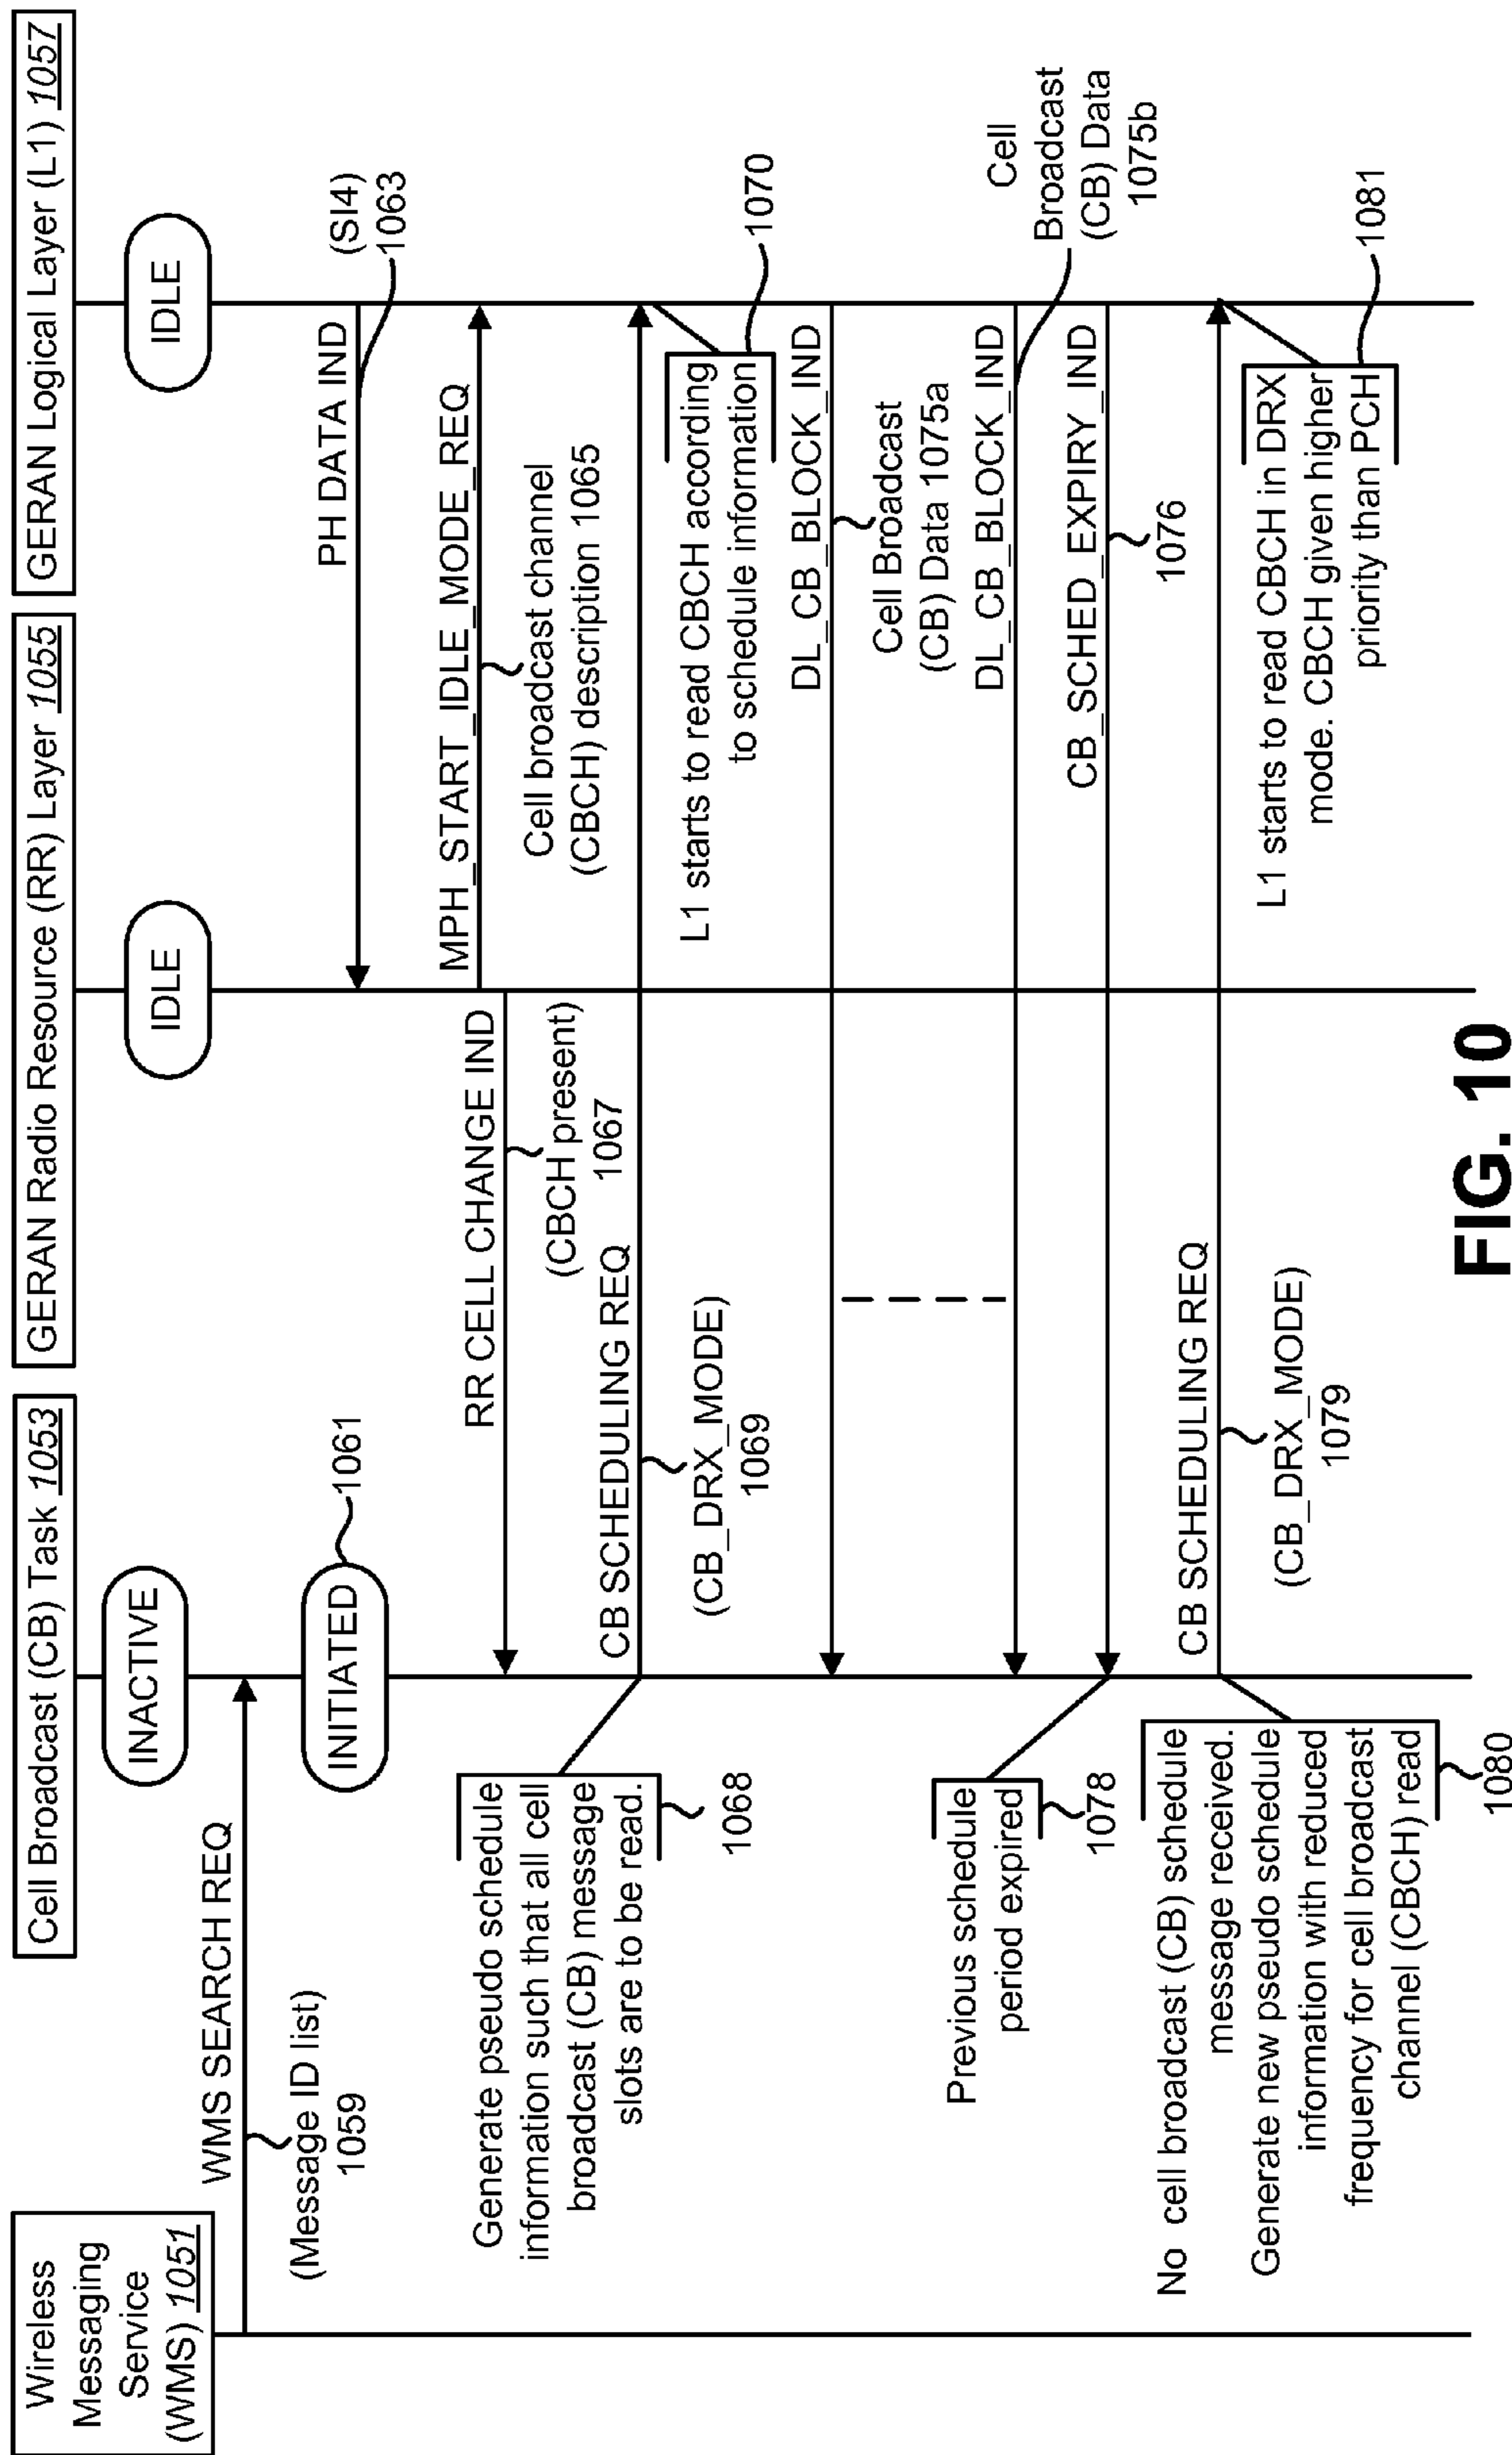 Wireless
Messaging
Service
(WMS) 1051
Cell Broadcast (CB) Task 1053
GERAN Radio Resource (RR) Layer 1055
GERAN Logical Layer (L1) 1057
INACTIVE
IDLE
IDLE
WMS SEARCH REQ
(Message ID list)
1059
INITIATED
1061
PH DATA IND
(SI4)
1063
MPH_START_IDLE_MODE_REQ
Cell broadcast channel
(CBCH) description 1065
RR CELL CHANGE IND
(CBCH present)
1067
Generate pseudo schedule
information such that all cell
broadcast (CB) message
slots are to be read.
1068
CB SCHEDULING REQ
(CB_DRX_MODE)
1069
L1 starts to read CBCH according
to schedule information
1070
DL_CB_BLOCK_IND
Cell Broadcast
(CB) Data 1075a
DL_CB_BLOCK_IND
Cell
Broadcast
(CB) Data
1075b
CB_SCHED_EXPIRY_IND
1076
Previous schedule
period expired
1078
CB SCHEDULING REQ
(CB_DRX_MODE)
1079
No cell broadcast (CB) schedule
message received.
Generate new pseudo schedule
information with reduced
frequency for cell broadcast
channel (CBCH) read
1080
L1 starts to read CBCH in DRX
mode. CBCH given higher
priority than PCH
1081
FIG. 10